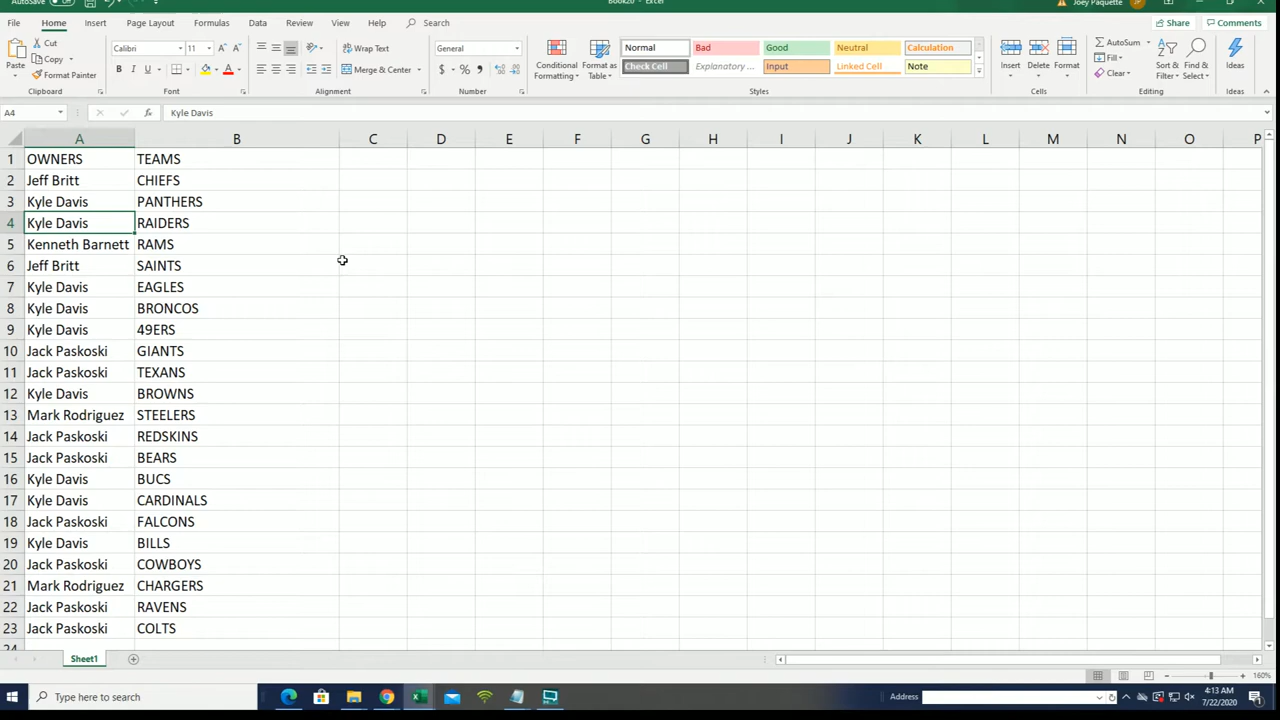 AutoSave Off Book20 - Excel Joey Paquette JP
File Home Insert Page Layout Formulas Data Review View Help Search Share Comments
Paste Cut Copy Format Painter Clipboard
Calibri 11 B I U Font
Wrap Text Merge & Center Alignment
General $ % , Number
Conditional Formatting Format as Table
Normal Bad Good Neutral Calculation
Check Cell Explanatory ... Input Linked Cell Note
Styles
Insert Delete Format Cells
AutoSum Fill Clear Sort & Filter Find & Select Editing
Ideas Ideas
A4 fx Kyle Davis
A B C D E F G H I J K L M N O P
1 OWNERS TEAMS
2 Jeff Britt CHIEFS
3 Kyle Davis PANTHERS
4 Kyle Davis RAIDERS
5 Kenneth Barnett RAMS
6 Jeff Britt SAINTS
7 Kyle Davis EAGLES
8 Kyle Davis BRONCOS
9 Kyle Davis 49ERS
10 Jack Paskoski GIANTS
11 Jack Paskoski TEXANS
12 Kyle Davis BROWNS
13 Mark Rodriguez STEELERS
14 Jack Paskoski REDSKINS
15 Jack Paskoski BEARS
16 Kyle Davis BUCS
17 Kyle Davis CARDINALS
18 Jack Paskoski FALCONS
19 Kyle Davis BILLS
20 Jack Paskoski COWBOYS
21 Mark Rodriguez CHARGERS
22 Jack Paskoski RAVENS
23 Jack Paskoski COLTS
24
Sheet1
160%
Type here to search Address 4:13 AM
7/22/2020